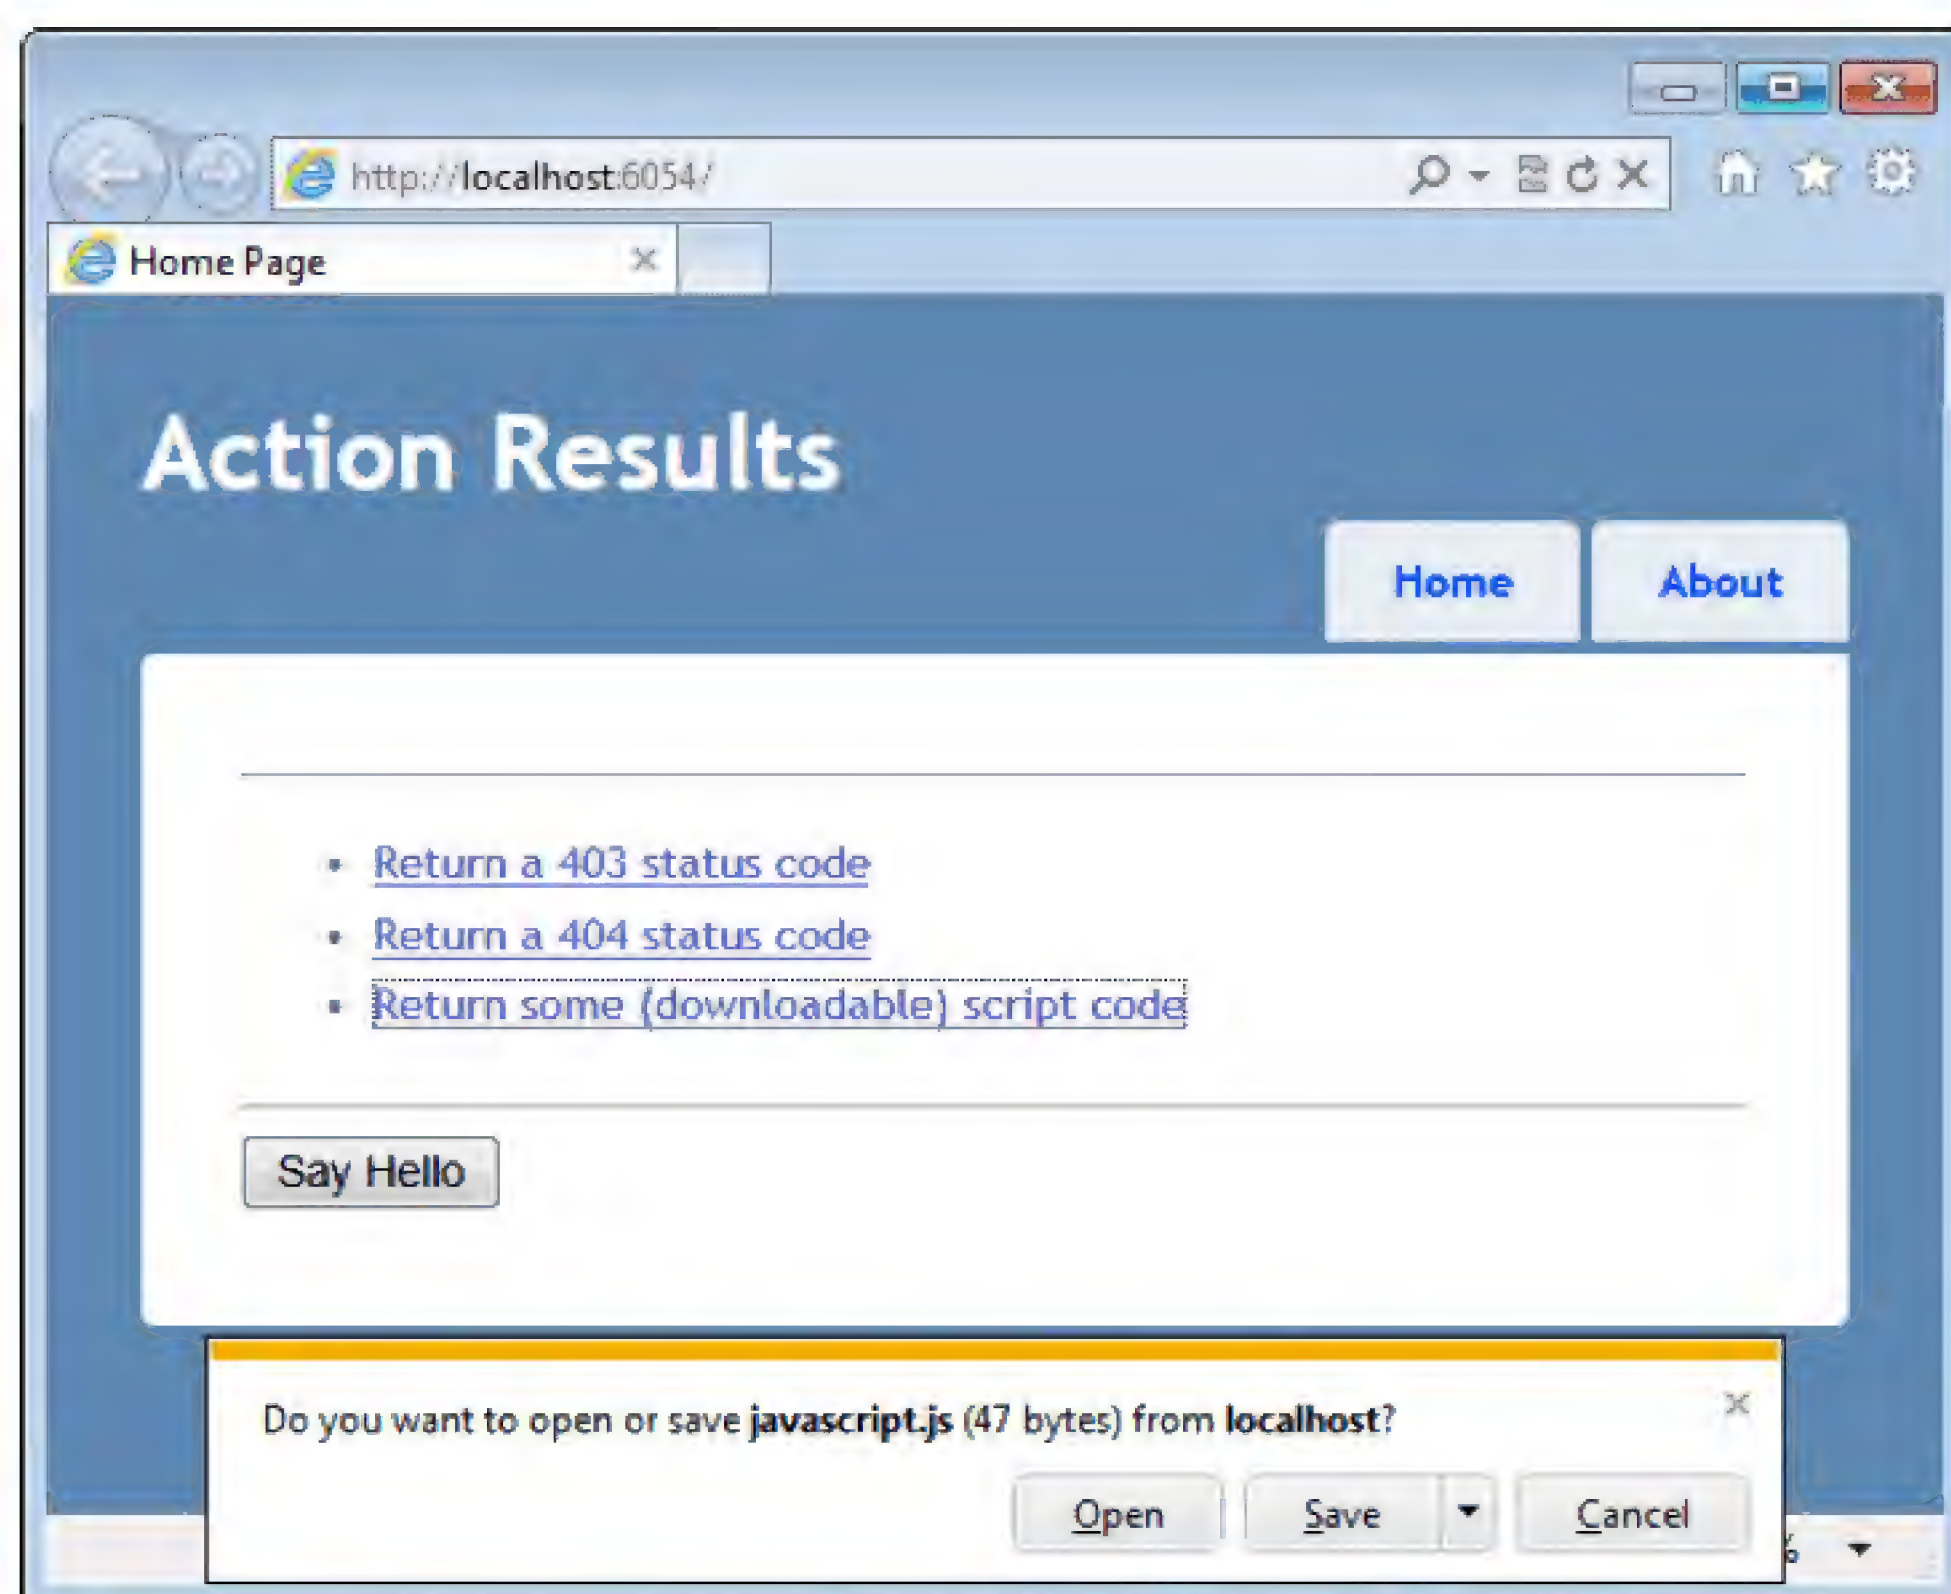 http://localhost:6054/
Home Page
Action Results
Home About
Return a 403 status code
Return a 404 status code
Return some (downloadable) script code
Say Hello
Do you want to open or save javascript.js (47 bytes) from localhost?
Open Save Cancel
%